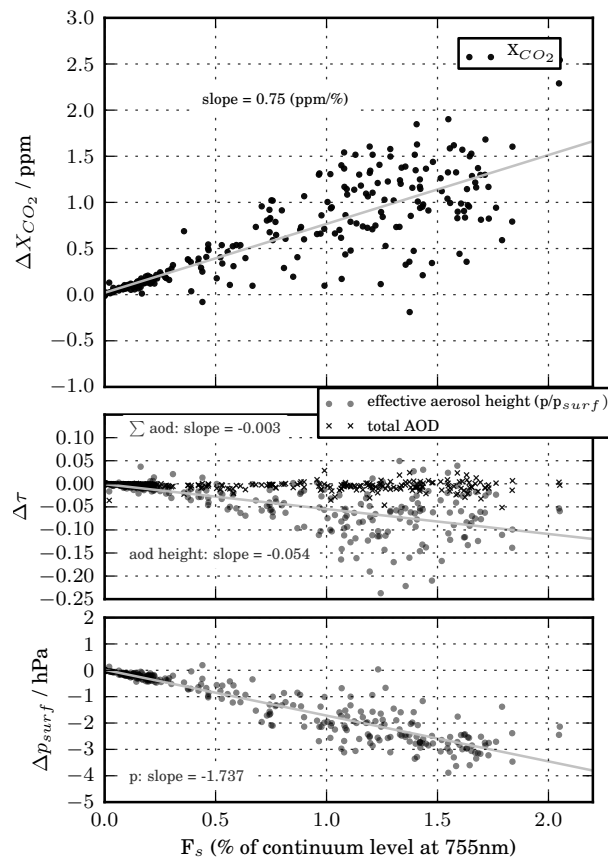 3.0
X_{CO_2}
2.5
slope = 0.75 (ppm/%)
2.0
1.5
1.0
0.5
0.0
−0.5
−1.0
ΔX_{CO_2} / ppm
effective aerosol height (p/p_{surf})
total AOD
∑ aod: slope = -0.003
0.10
0.05
0.00
−0.05
−0.10
−0.15
−0.20
−0.25
Δτ
aod height: slope = -0.054
2
1
0
−1
−2
−3
−4
−5
Δp_{surf} / hPa
p: slope = -1.737
0.0 0.5 1.0 1.5 2.0
F_s (% of continuum level at 755nm)